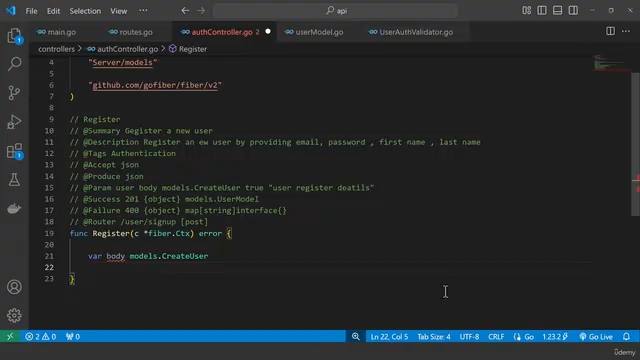 api
main.go
routes.go
authController.go 2
userModel.go
UserAuthValidator.go
controllers > authController.go > Register
4 "Server/models"
5
6 "github.com/gofiber/fiber/v2"
7 )
8
9 // Register
10 // @Summary Gegister a new user
11 // @Description Register an ew user by providing email, password , first name , last name
12 // @Tags Authentication
13 // @Accept json
14 // @Produce json
15 // @Param user body models.CreateUser true "user register deatils"
16 // @Success 201 {object} models.UserModel
17 // @Failure 400 {object} map[string]interface{}
18 // @Router /user/signup [post]
19 func Register(c *fiber.Ctx) error {
20
21 var body models.CreateUser
22
23 }
2 0 0 Ln 22, Col 5 Tab Size: 4 UTF-8 CRLF Go 1.23.2
udemy